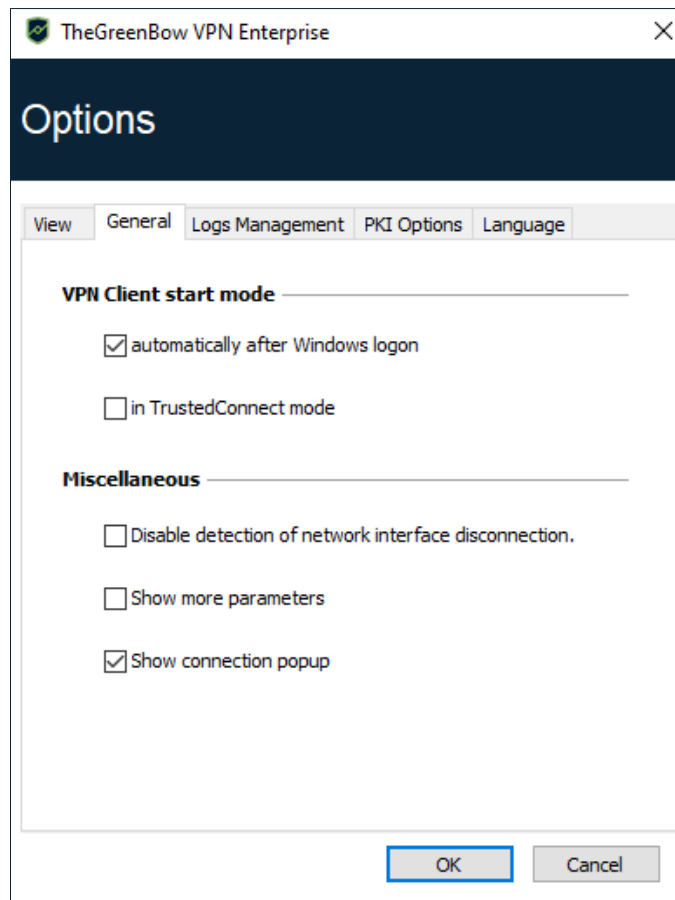 TheGreenBow VPN Enterprise
Options
View General Logs Management PKI Options Language
VPN Client start mode
automatically after Windows logon
in TrustedConnect mode
Miscellaneous
Disable detection of network interface disconnection.
Show more parameters
Show connection popup
OK Cancel